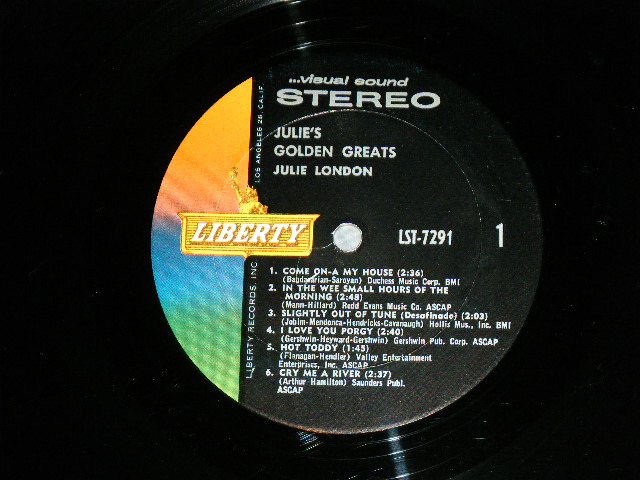 ...visual sound
STEREO
JULIE'S
GOLDEN GREATS
JULIE LONDON
LIBERTY
LST-7291
1
1. COME ON-A MY HOUSE (2:36)
(Bagdasarian-Saroyan) Duchess Music Corp. BMI
2. IN THE WEE SMALL HOURS OF THE
MORNING (2:48)
(Mann-Hillard) Redd Evans Music Co. ASCAP
3. SLIGHTLY OUT OF TUNE (Desafinado) (2:03)
(Jobim-Mendonca-Hendricks-Cavanaugh) Hollis Mus., Inc. BMI
4. I LOVE YOU PORGY (2:40)
(Gershwin-Heyward-Gershwin) Gershwin Pub. Corp. ASCAP
5. HOT TODDY (1:45)
(Flanagan-Hendler) Valley Entertainment
Enterprises, Inc. ASCAP
6. CRY ME A RIVER (2:37)
(Arthur Hamilton) Saunders Publ.
ASCAP
LIBERTY RECORDS, INC.
LOS ANGELES 28, CALIF.